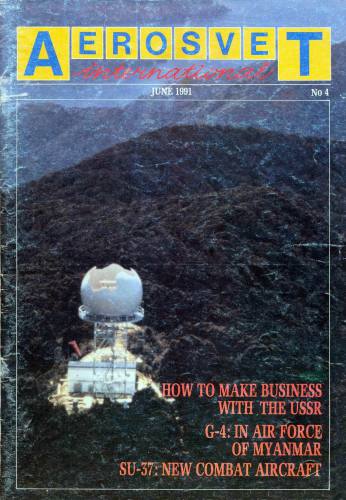 AEROSVET
international
JUNE 1991 No 4
HOW TO MAKE BUSINESS
WITH THE USSR
G-4: IN AIR FORCE
OF MYANMAR
SU-37: NEW COMBAT AIRCRAFT